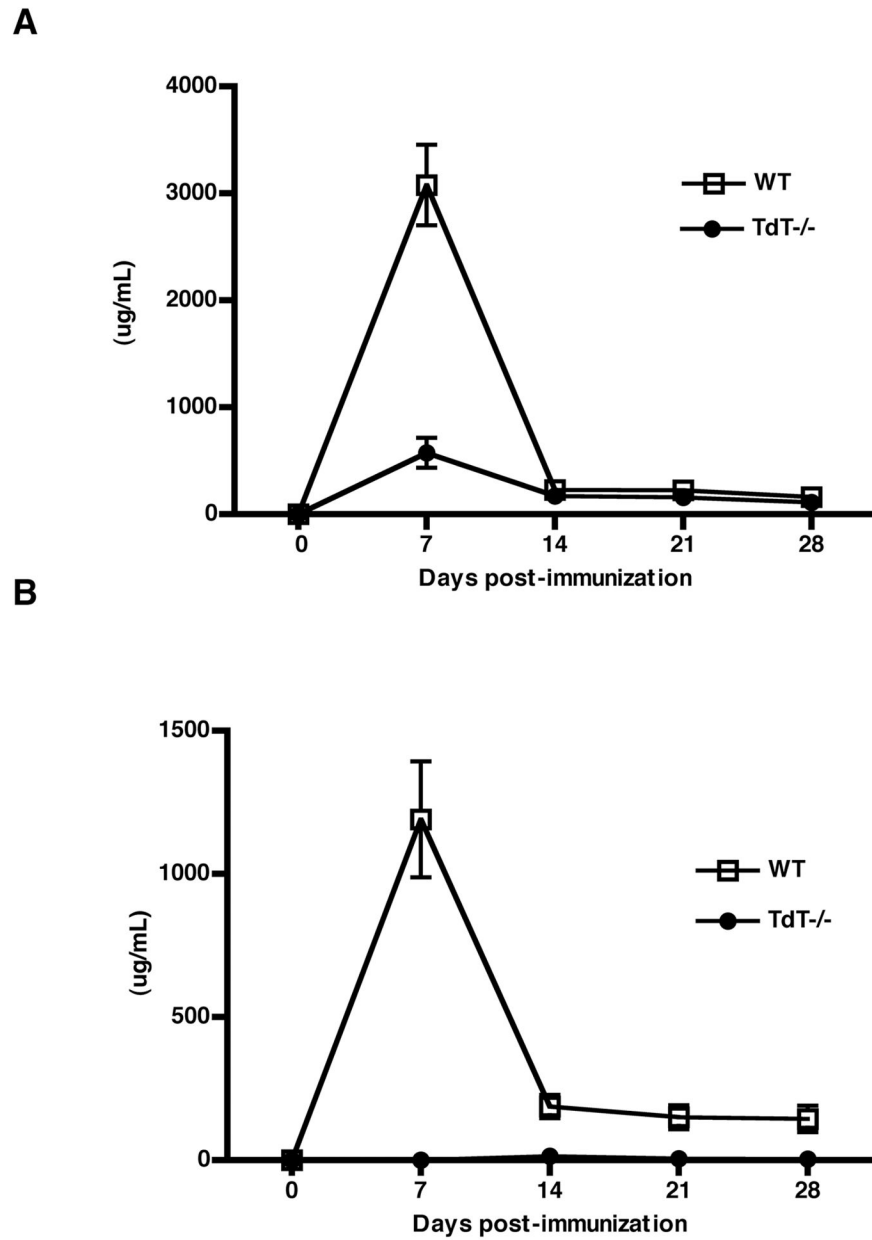 A
4000
3000
2000
1000
0
(ug/mL)
WT
TdT-/-
0 7 14 21 28
Days post-immunization
B
1500
1000
500
0
(ug/mL)
WT
TdT-/-
0 7 14 21 28
Days post-immunization